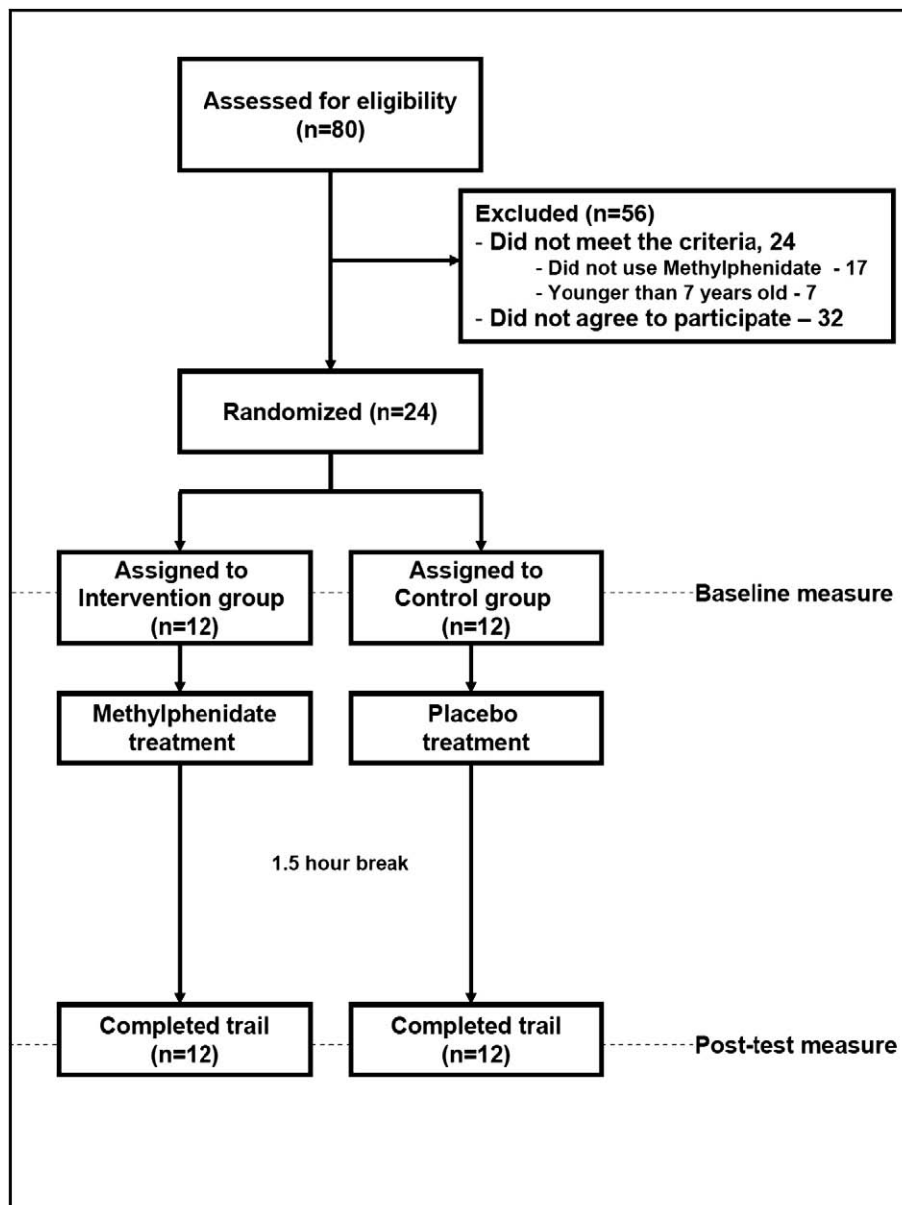 Assessed for eligibility
(n=80)
Excluded (n=56)
- Did not meet the criteria, 24
- Did not use Methylphenidate - 17
- Younger than 7 years old - 7
- Did not agree to participate – 32
Randomized (n=24)
Assigned to
Intervention group
(n=12)
Assigned to
Control group
(n=12)
Baseline measure
Methylphenidate
treatment
Placebo
treatment
1.5 hour break
Completed trail
(n=12)
Completed trail
(n=12)
Post-test measure